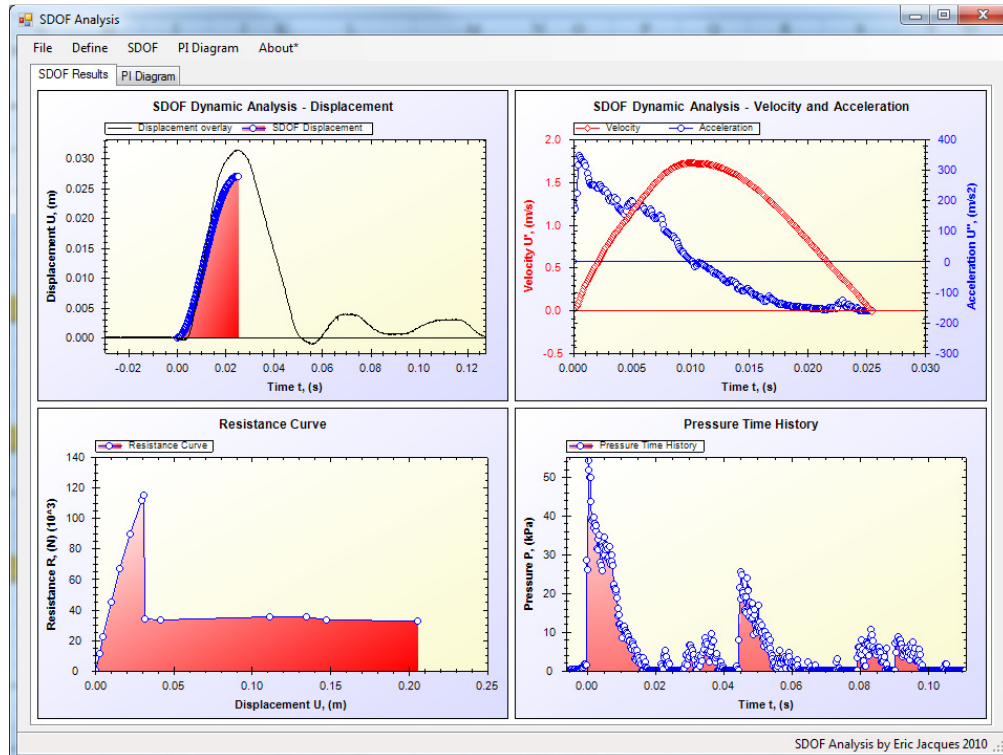 SDOF Analysis
File Define SDOF PI Diagram About*
SDOF Results PI Diagram
SDOF Dynamic Analysis - Displacement
Displacement overlay SDOF Displacement
0.030
0.025
0.020
0.015
0.010
0.005
0.000
Displacement U, (m)
-0.02 0.00 0.02 0.04 0.06 0.08 0.10 0.12
Time t, (s)
SDOF Dynamic Analysis - Velocity and Acceleration
Velocity Acceleration
2.0
1.5
1.0
0.5
0.0
-0.5
Velocity U', (m/s)
400
300
200
100
0
-100
-200
-300
Acceleration U'', (m/s2)
0.000 0.005 0.010 0.015 0.020 0.025 0.030
Time t, (s)
Resistance Curve
Resistance Curve
140
120
100
80
60
40
20
0
Resistance R, (N) (10^3)
0.00 0.05 0.10 0.15 0.20 0.25
Displacement U, (m)
Pressure Time History
Pressure Time History
50
40
30
20
10
0
Pressure P, (kPa)
0.00 0.02 0.04 0.06 0.08 0.10
Time t, (s)
SDOF Analysis by Eric Jacques 2010